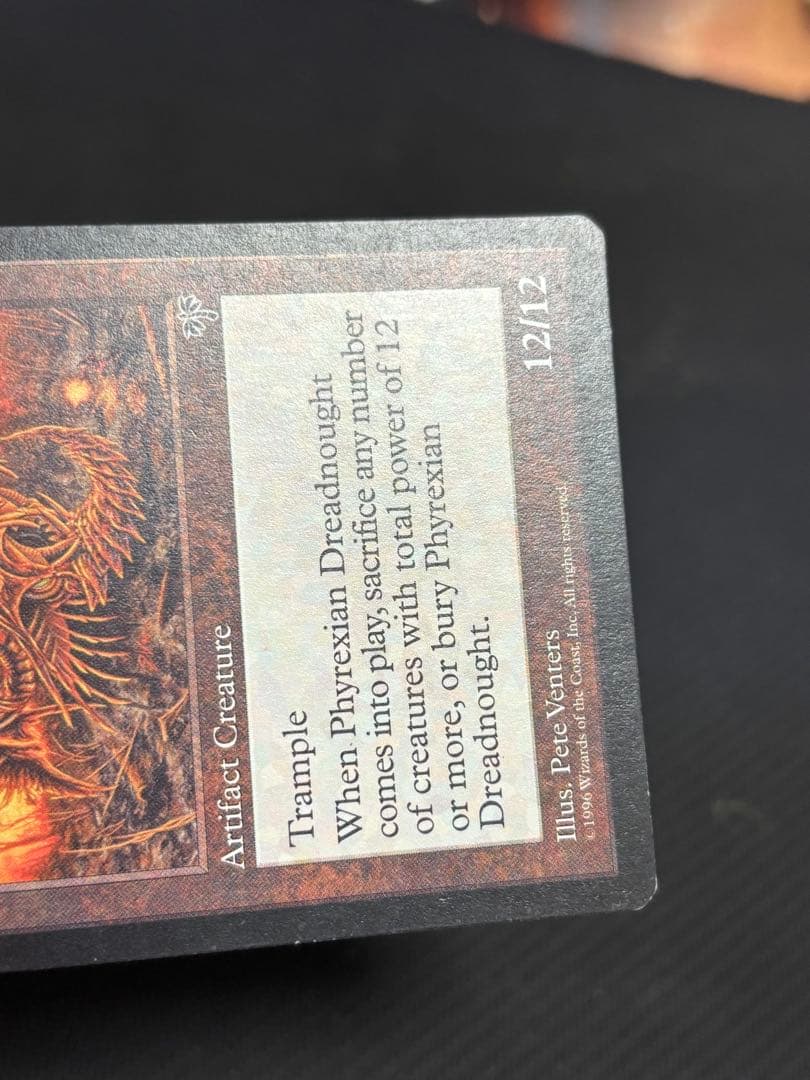 Artifact Creature
Trample
When Phyrexian Dreadnought
comes into play, sacrifice any number
of creatures with total power of 12
or more, or bury Phyrexian
Dreadnought.
12/12
Illus. Pete Venters
©1996 Wizards of the Coast, Inc. All rights reserved